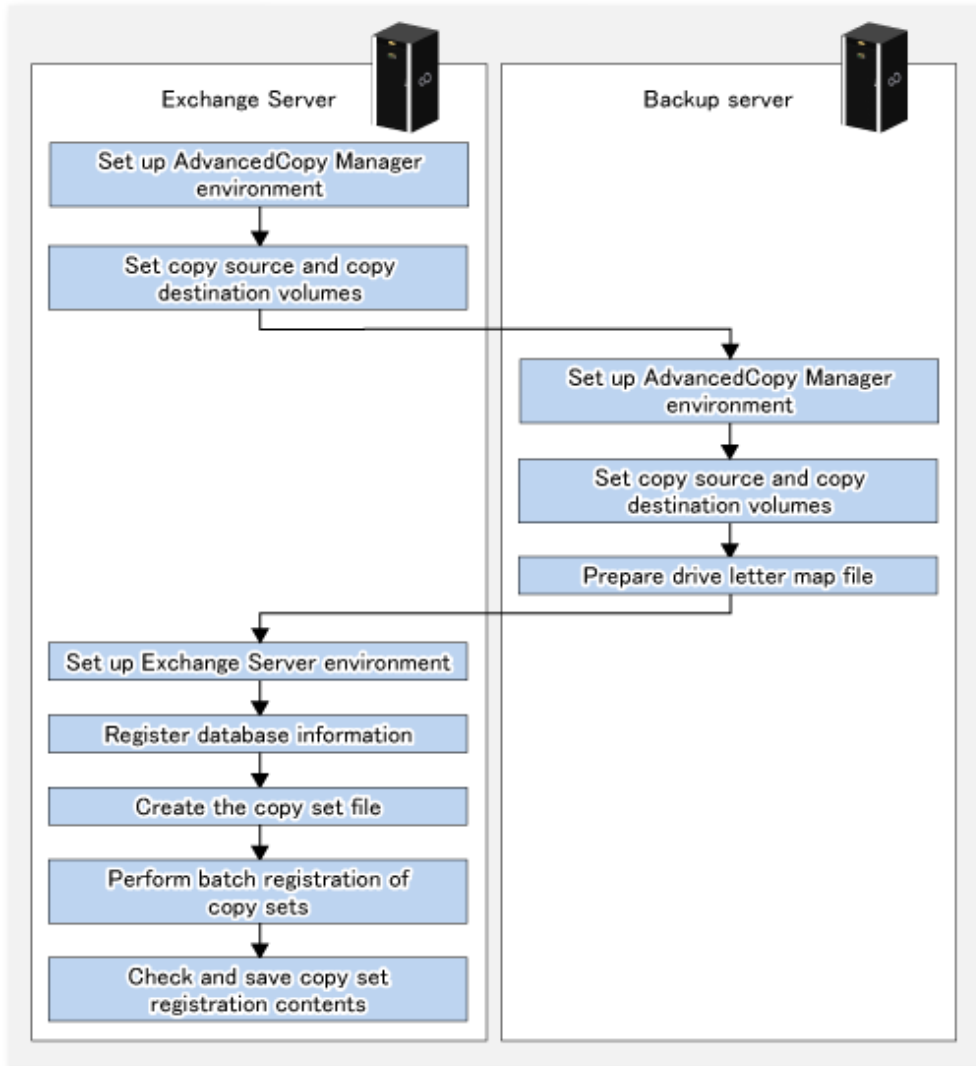 Exchange Server
Backup server
Set up AdvancedCopy Manager
environment
Set copy source and copy
destination volumes
Set up AdvancedCopy Manager
environment
Set copy source and copy
destination volumes
Prepare drive letter map file
Set up Exchange Server environment
Register database information
Create the copy set file
Perform batch registration of
copy sets
Check and save copy set
registration contents